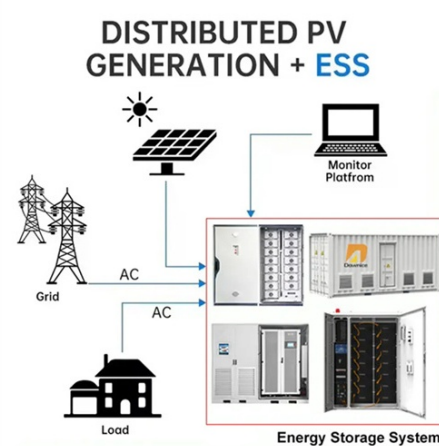 DISTRIBUTED PV
GENERATION + ESS
Monitor
Platfrom
AC
Grid
AC
Load
Energy Storage System